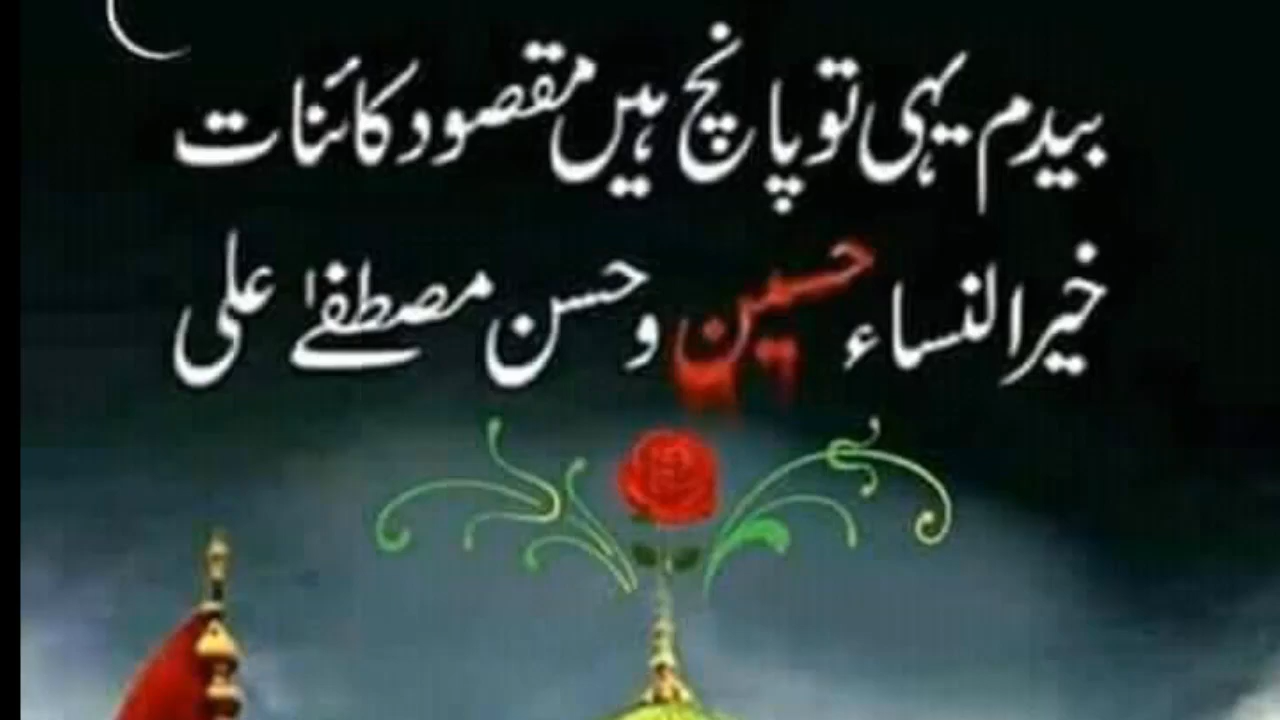 بیدم یہی تو پانچ ہیں مقصود کائنات
خیرالنساء حسین و حسن مصطفےٰ علی